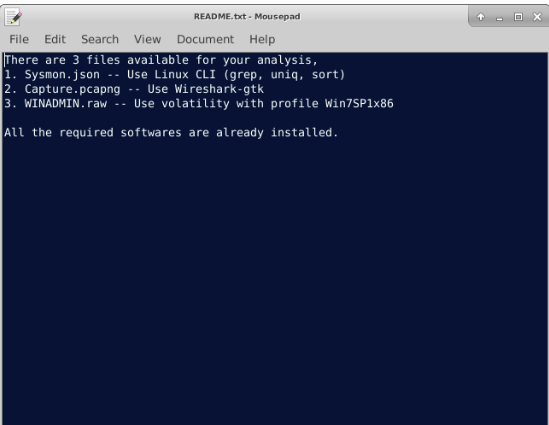 README.txt - Mousepad
File Edit Search View Document Help
There are 3 files available for your analysis,
1. Sysmon.json -- Use Linux CLI (grep, uniq, sort)
2. Capture.pcapng -- Use Wireshark-gtk
3. WINADMIN.raw -- Use volatility with profile Win7SP1x86
All the required softwares are already installed.